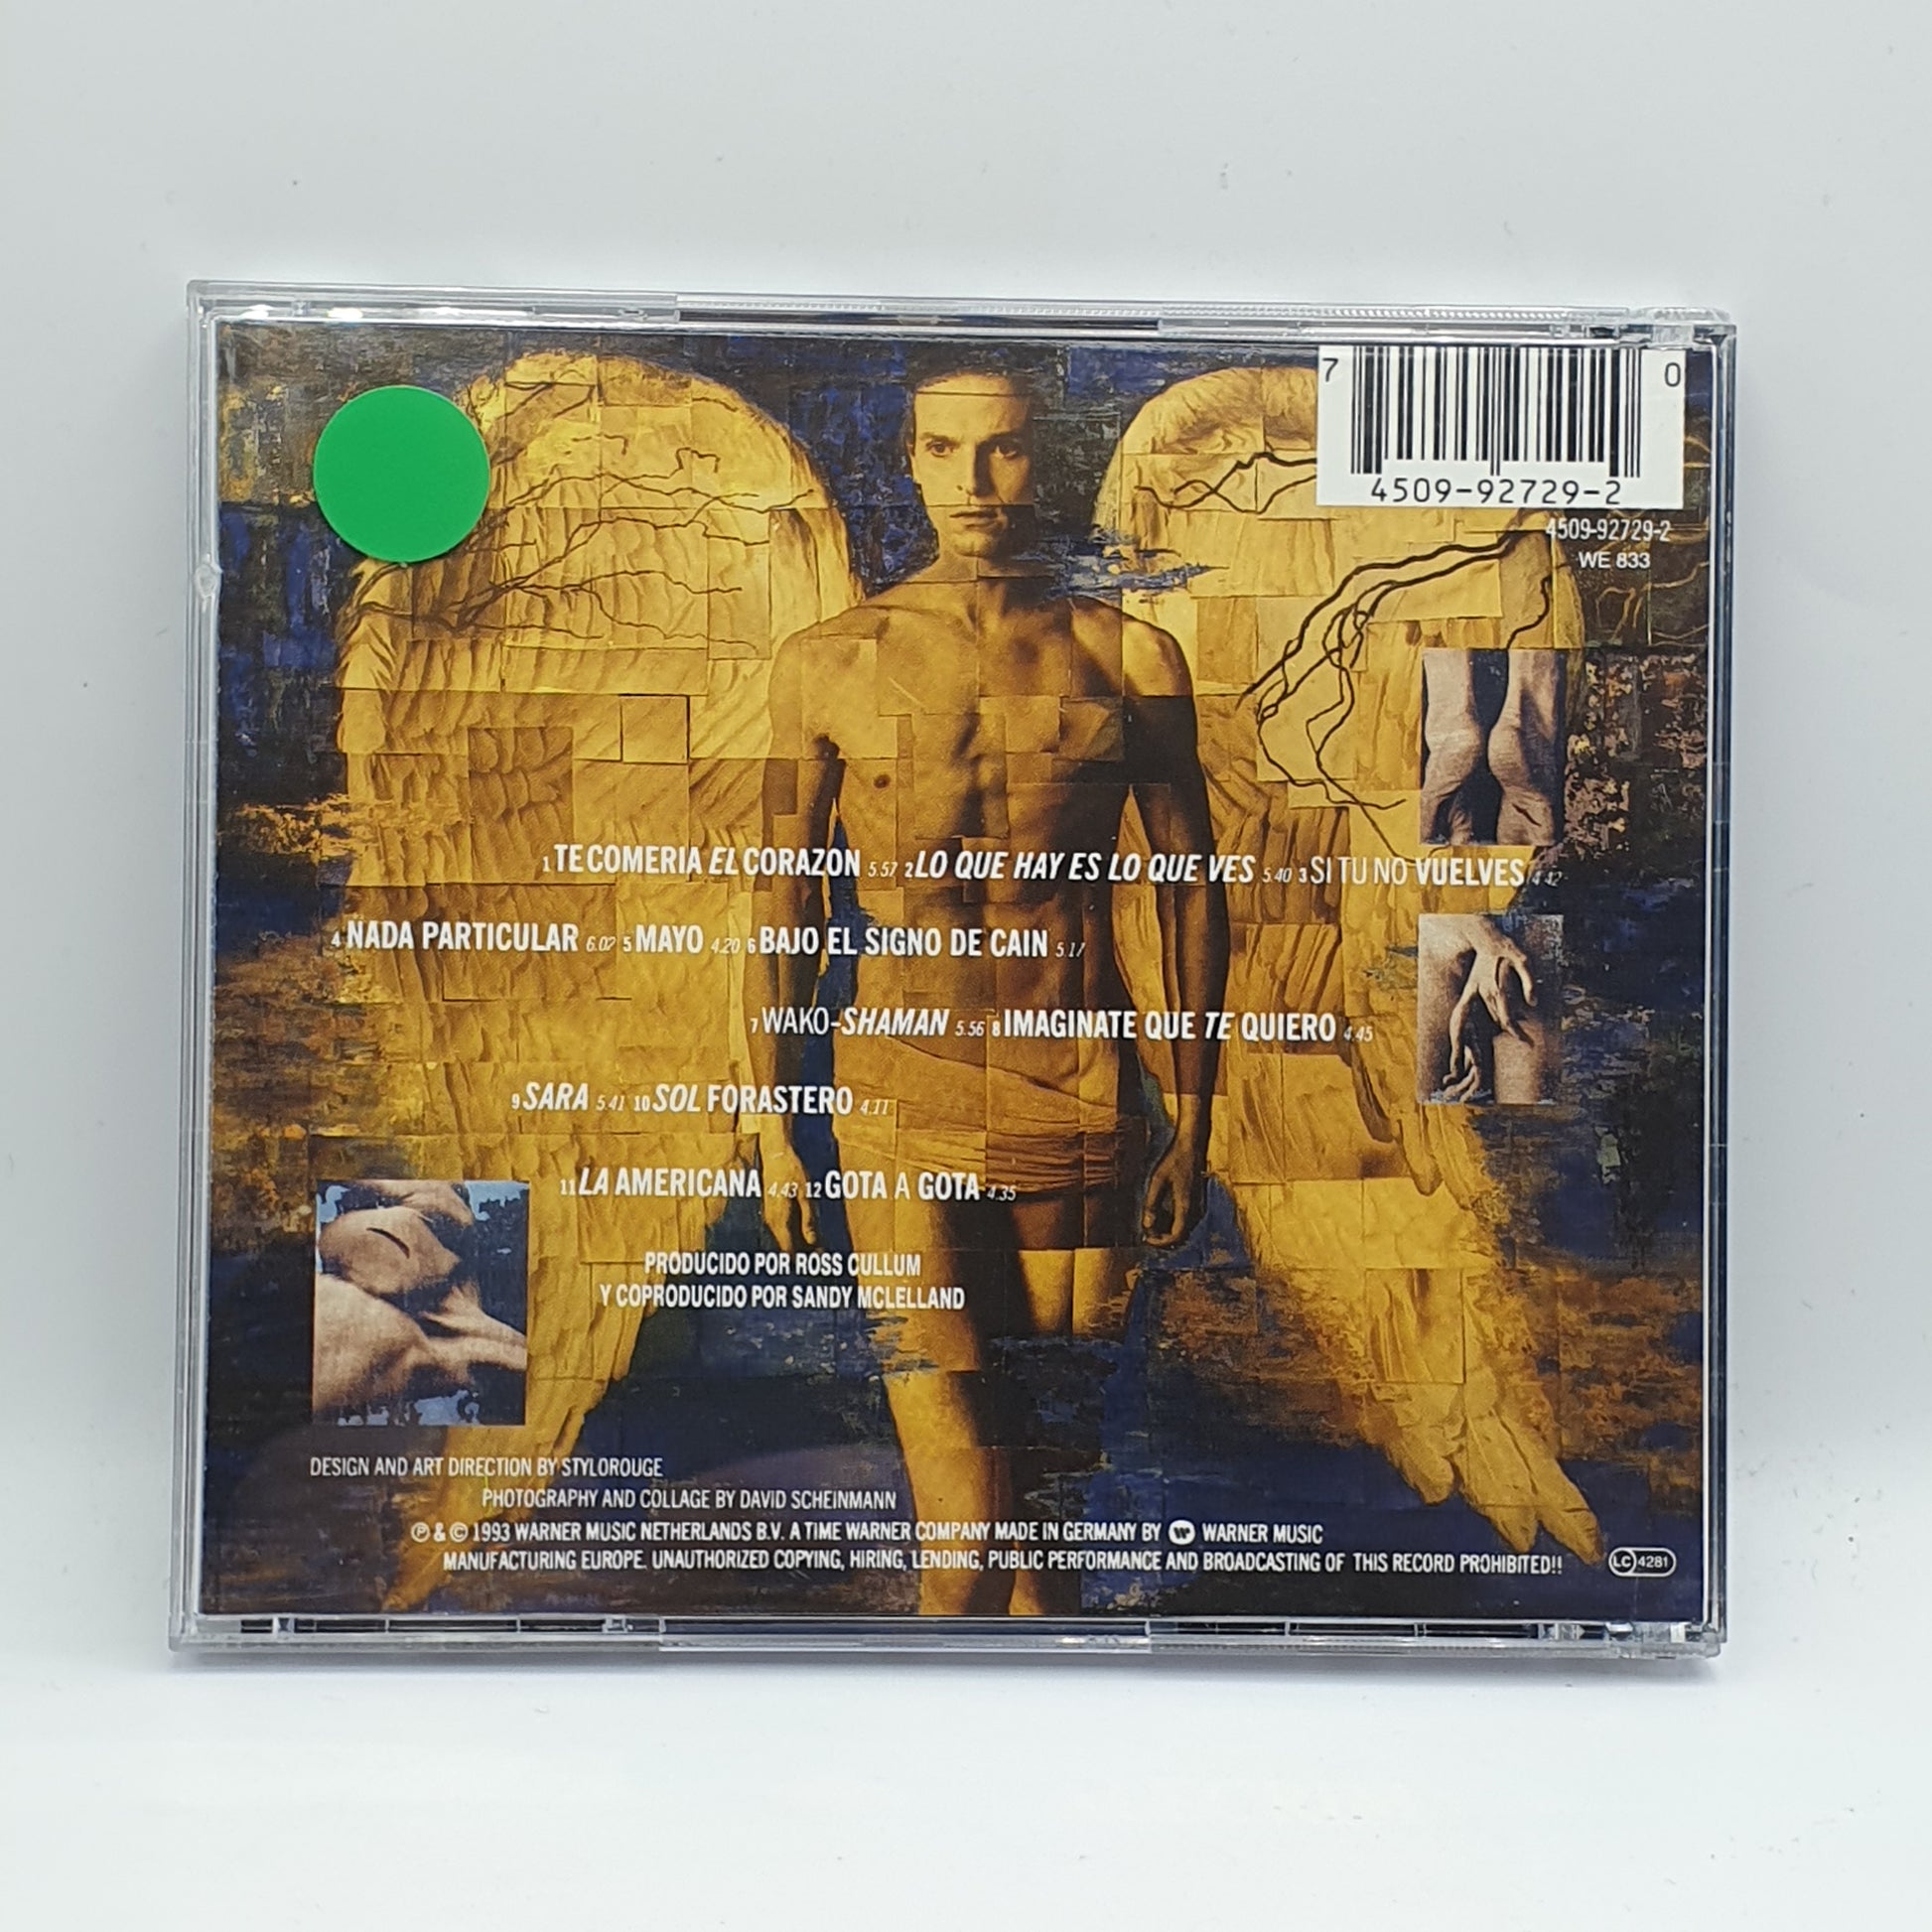 7 0
4509-92729-2
4509-92729-2
WE 833
1 TE COMERIA EL CORAZON 5.57 2 LO QUE HAY ES LO QUE VES 5.40 3 SI TU NO VUELVES 4.42
4 NADA PARTICULAR 6.02 5 MAYO 4.20 6 BAJO EL SIGNO DE CAIN 5.17
7 WAKO-SHAMAN 5.56 8 IMAGINATE QUE TE QUIERO 4.45
9 SARA 5.41 10 SOL FORASTERO 4.11
11 LA AMERICANA 4.43 12 GOTA A GOTA 4.35
PRODUCIDO POR ROSS CULLUM
Y COPRODUCIDO POR SANDY MCLELLAND
DESIGN AND ART DIRECTION BY STYLOROUGE
PHOTOGRAPHY AND COLLAGE BY DAVID SCHEINMANN
℗ & © 1993 WARNER MUSIC NETHERLANDS B.V. A TIME WARNER COMPANY MADE IN GERMANY BY WARNER MUSIC
MANUFACTURING EUROPE. UNAUTHORIZED COPYING, HIRING, LENDING, PUBLIC PERFORMANCE AND BROADCASTING OF THIS RECORD PROHIBITED!!
LC 4281